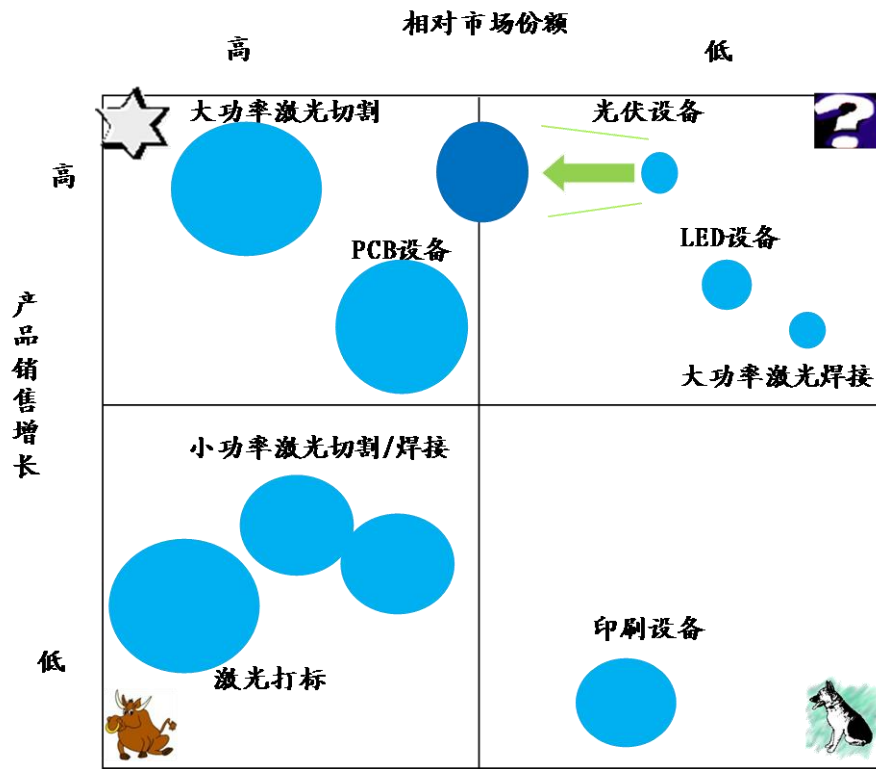 相对市场份额
高
低
大功率激光切割
光伏设备
?
高
PCB设备
LED设备
产品销售增长
大功率激光焊接
小功率激光切割/焊接
印刷设备
低
激光打标